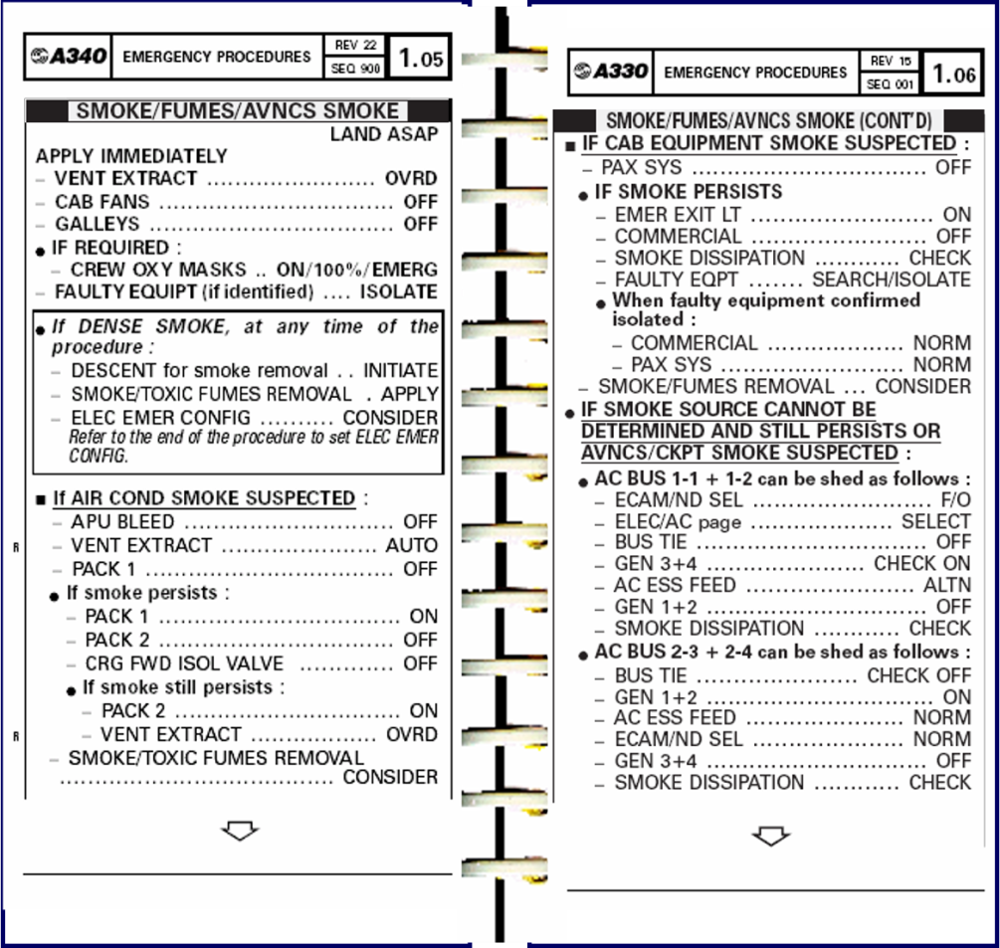 A340
EMERGENCY PROCEDURES
REV 22
SEQ 900
1.05
SMOKE/FUMES/AVNCS SMOKE
LAND ASAP
APPLY IMMEDIATELY
– VENT EXTRACT ....................... OVRD
– CAB FANS ............................ OFF
– GALLEYS ............................. OFF
● IF REQUIRED :
– CREW OXY MASKS .. ON/100%/EMERG
– FAULTY EQUIPT (if identified) .... ISOLATE
● If DENSE SMOKE, at any time of the
procedure :
– DESCENT for smoke removal . . INITIATE
– SMOKE/TOXIC FUMES REMOVAL . APPLY
– ELEC EMER CONFIG .......... CONSIDER
Refer to the end of the procedure to set ELEC EMER
CONFIG.
■ If AIR COND SMOKE SUSPECTED :
– APU BLEED .............................. OFF
R – VENT EXTRACT ...................... AUTO
– PACK 1 .................................. OFF
● If smoke persists :
– PACK 1 ................................. ON
– PACK 2 ................................ OFF
– CRG FWD ISOL VALVE ............ OFF
● If smoke still persists :
– PACK 2 ............................... ON
R – VENT EXTRACT .................. OVRD
– SMOKE/TOXIC FUMES REMOVAL
...................................... CONSIDER
A330
EMERGENCY PROCEDURES
REV 15
SEQ 001
1.06
SMOKE/FUMES/AVNCS SMOKE (CONT'D)
■ IF CAB EQUIPMENT SMOKE SUSPECTED :
– PAX SYS ................................. OFF
● IF SMOKE PERSISTS
– EMER EXIT LT .......................... ON
– COMMERCIAL ......................... OFF
– SMOKE DISSIPATION ............ CHECK
– FAULTY EQPT ....... SEARCH/ISOLATE
● When faulty equipment confirmed
isolated :
– COMMERCIAL ................... NORM
– PAX SYS .......................... NORM
– SMOKE/FUMES REMOVAL ... CONSIDER
● IF SMOKE SOURCE CANNOT BE
DETERMINED AND STILL PERSISTS OR
AVNCS/CKPT SMOKE SUSPECTED :
● AC BUS 1-1 + 1-2 can be shed as follows :
– ECAM/ND SEL ......................... F/O
– ELEC/AC page .................... SELECT
– BUS TIE ................................ OFF
– GEN 3+4 ...................... CHECK ON
– AC ESS FEED ........................ ALTN
– GEN 1+2 ................................ OFF
– SMOKE DISSIPATION ............ CHECK
● AC BUS 2-3 + 2-4 can be shed as follows :
– BUS TIE ...................... CHECK OFF
– GEN 1+2 ................................. ON
– AC ESS FEED ...................... NORM
– ECAM/ND SEL ..................... NORM
– GEN 3+4 ................................ OFF
– SMOKE DISSIPATION ............ CHECK